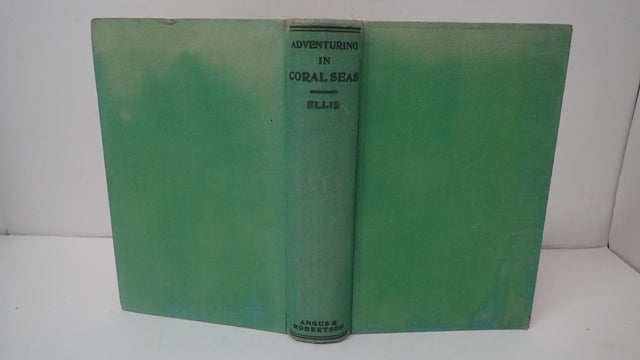 ADVENTURING
IN
CORAL SEAS
ELLIS
ANGUS &
ROBERTSON